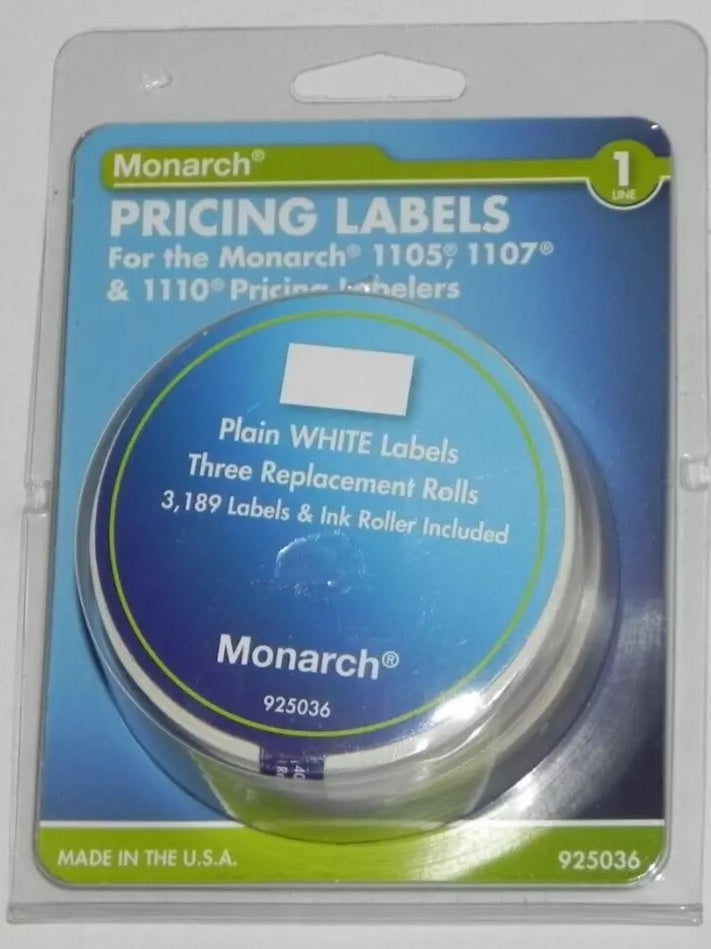 Monarch®
1
LINE
PRICING LABELS
For the Monarch® 1105®, 1107®
& 1110® Pricing Labelers
Plain WHITE Labels
Three Replacement Rolls
3,189 Labels & Ink Roller Included
Monarch®
925036
MADE IN THE U.S.A.
925036